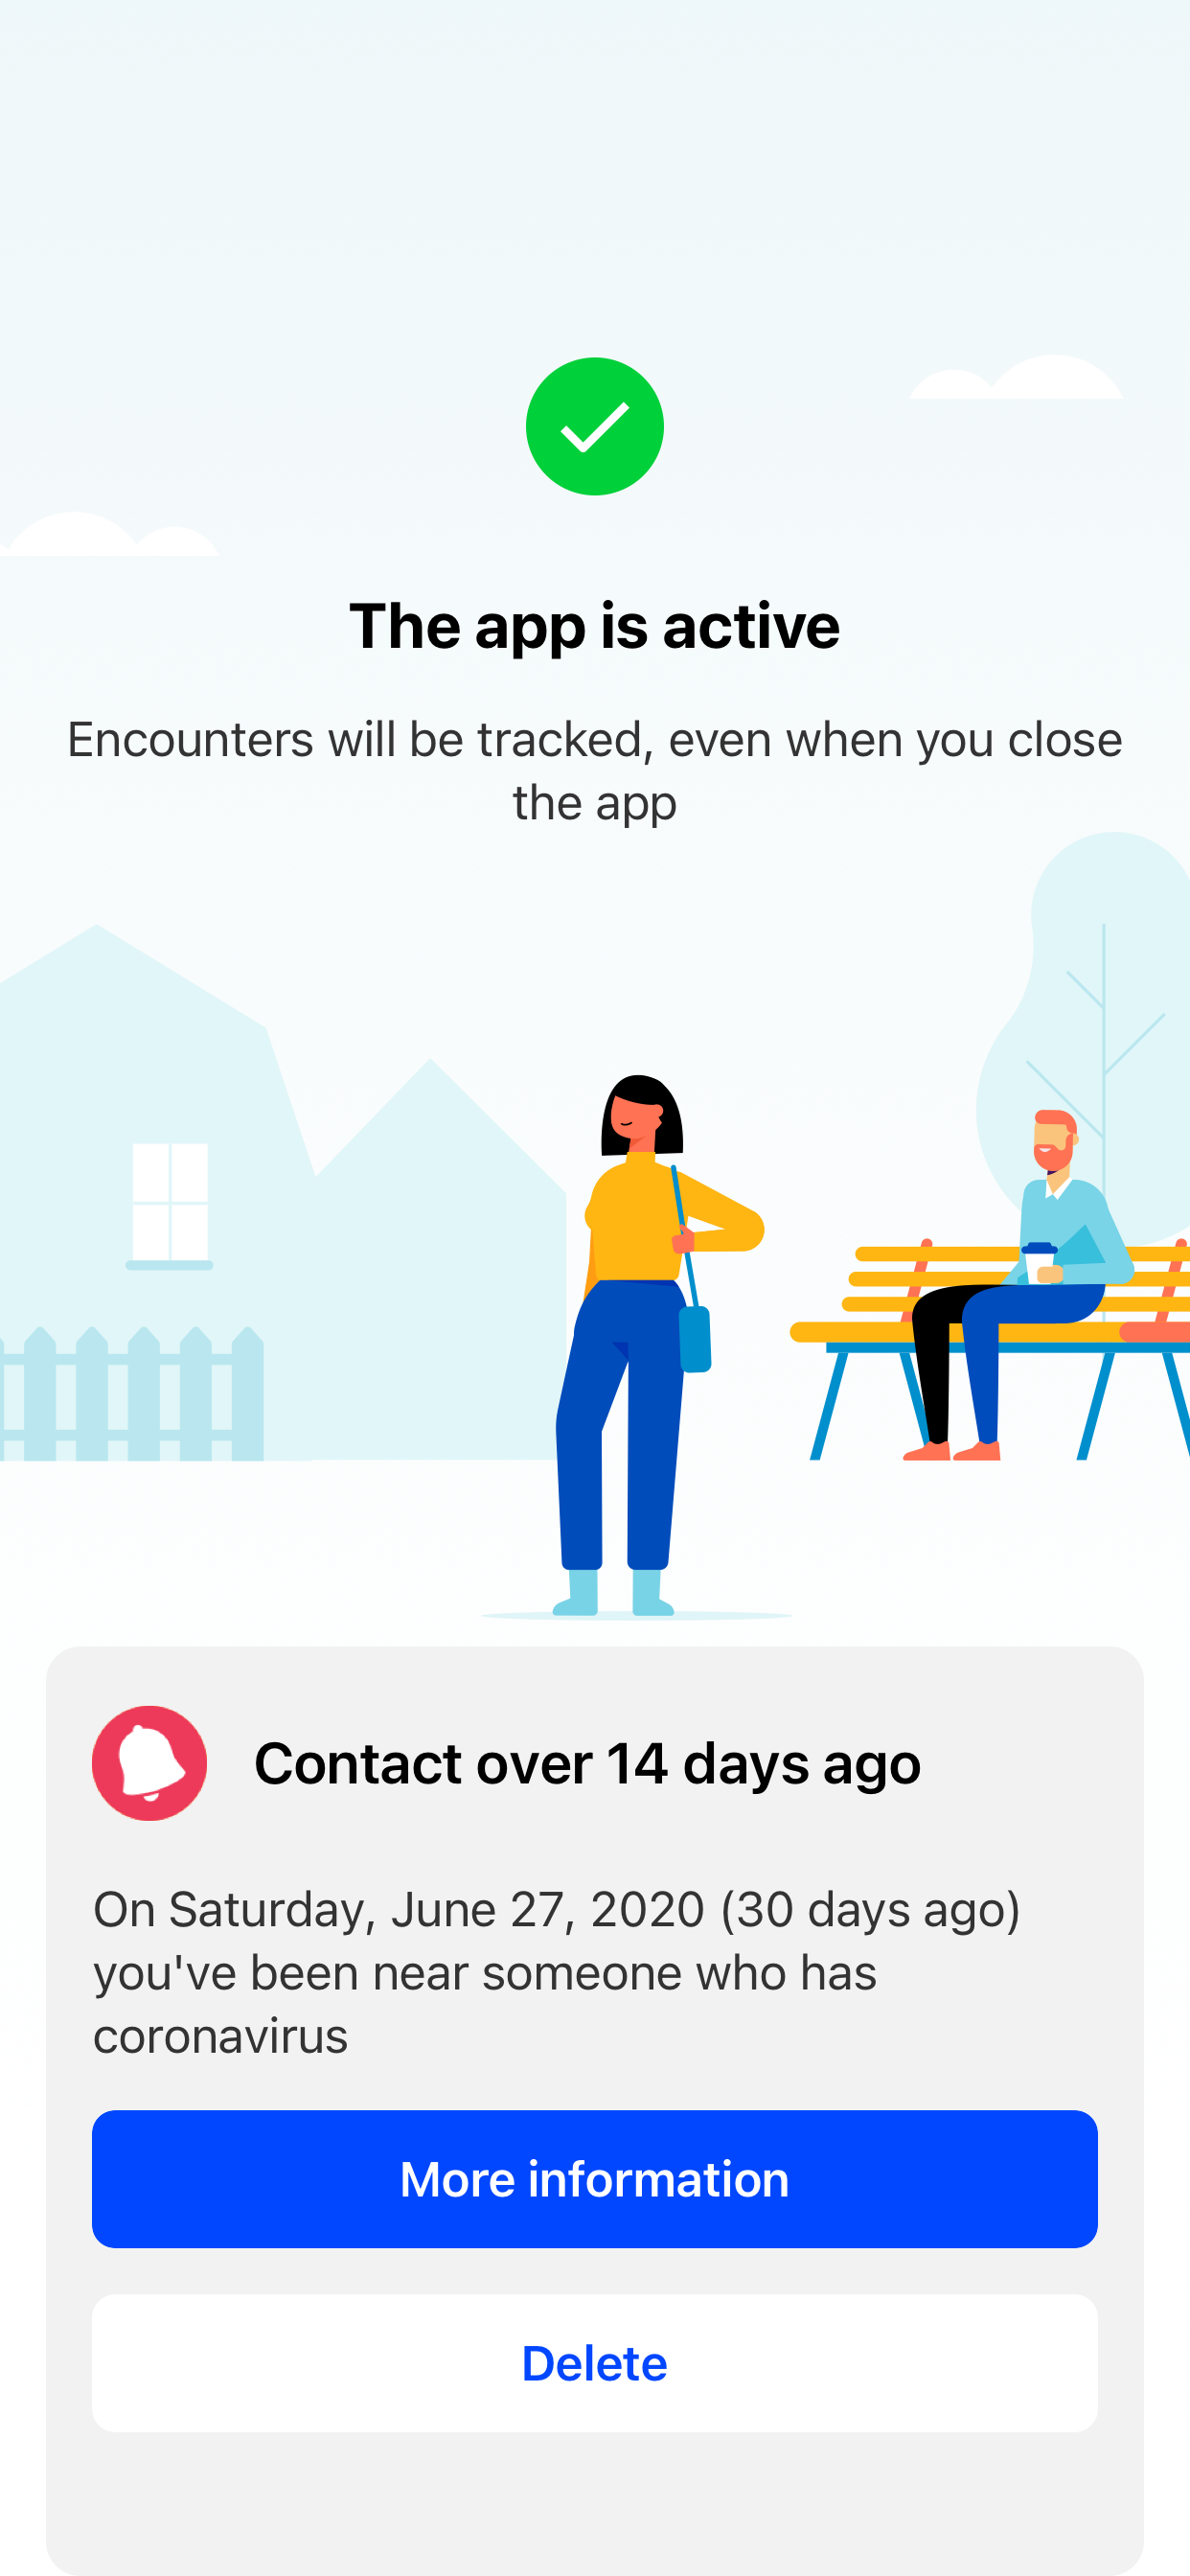 The app is active
Encounters will be tracked, even when you close
the app
Contact over 14 days ago
On Saturday, June 27, 2020 (30 days ago)
you've been near someone who has
coronavirus
More information
Delete